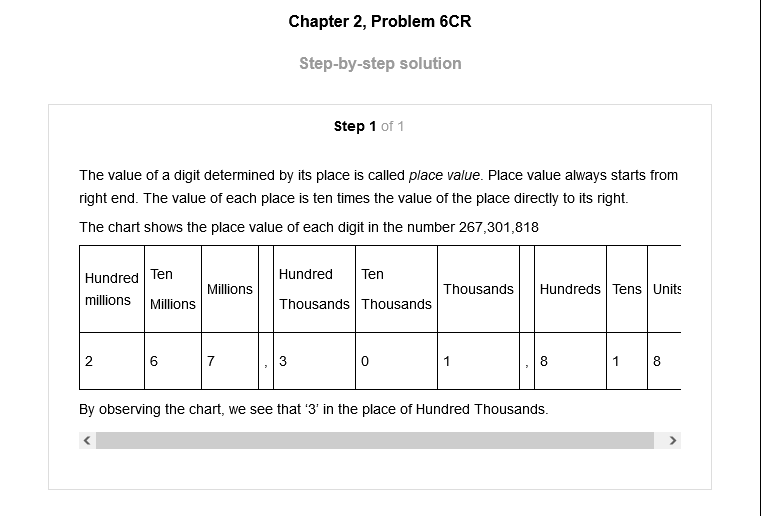 Chapter 2, Problem 6CR
Step-by-step solution
Step 1 of 1
The value of a digit determined by its place is called place value. Place value always starts from
right end. The value of each place is ten times the value of the place directly to its right.
The chart shows the place value of each digit in the number 267,301,818
Hundred millions Ten Millions Millions , Hundred Thousands Ten Thousands Thousands , Hundreds Tens Units
2 6 7 , 3 0 1 , 8 1 8
By observing the chart, we see that ‘3’ in the place of Hundred Thousands.